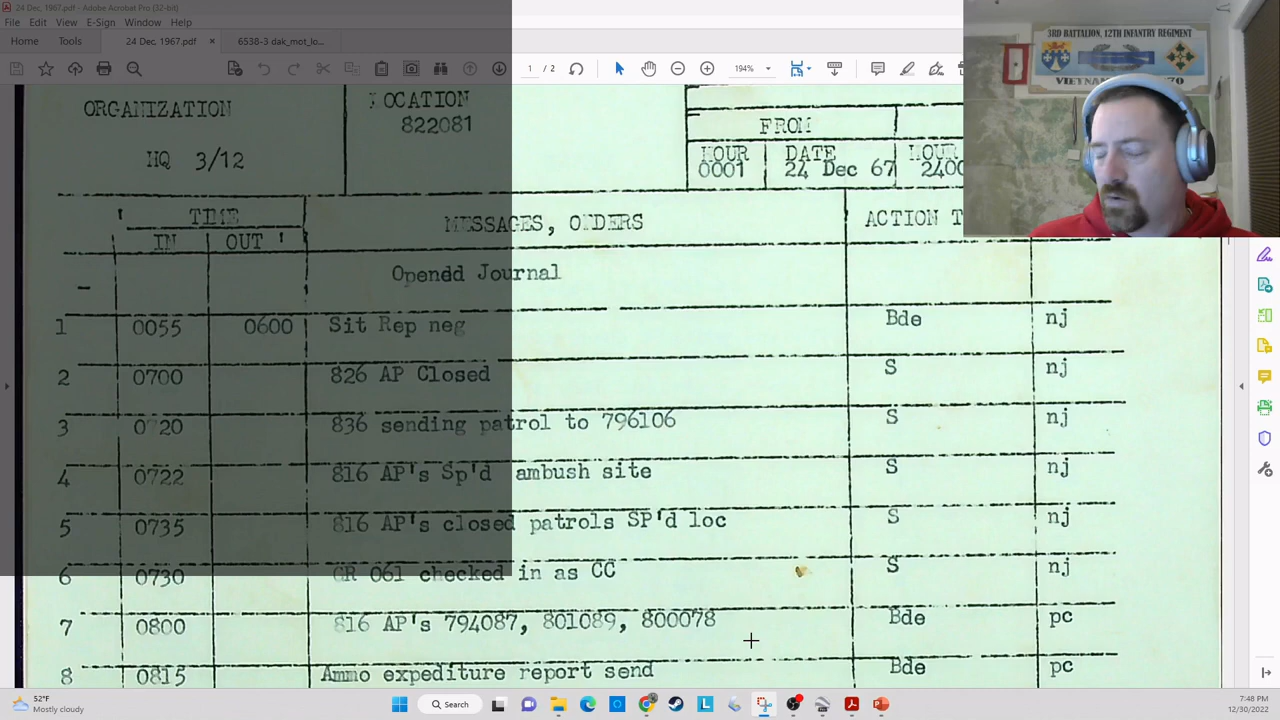 24 Dec, 1967.pdf - Adobe Acrobat Pro (32-bit)
File Edit View E-Sign Window Help
Home Tools 24 Dec, 1967.pdf × 6538-3 dak_mot_lo...
1 / 2 194%
3RD BATTALION, 12TH INFANTRY REGIMENT
VIETNAM
ORGANIZATION
LOCATION
822081
HQ 3/12
FROM
HOUR DATE HOUR
0001 24 Dec 67 2400
TIME
IN OUT
MESSAGES, ORDERS
ACTION T
Opendd Journal
1 0055 0600 Sit Rep neg Bde nj
2 0700 826 AP Closed S nj
3 0720 836 sending patrol to 796106 S nj
4 0722 816 AP's Sp'd ambush site S nj
5 0735 816 AP's closed patrols SP'd loc S nj
6 0730 GR 061 checked in as CC S nj
7 0800 816 AP's 794087, 801089, 800078 Bde pc
8 0815 Ammo expediture report send Bde pc
52°F
Mostly cloudy
Search
7:48 PM
12/30/2022